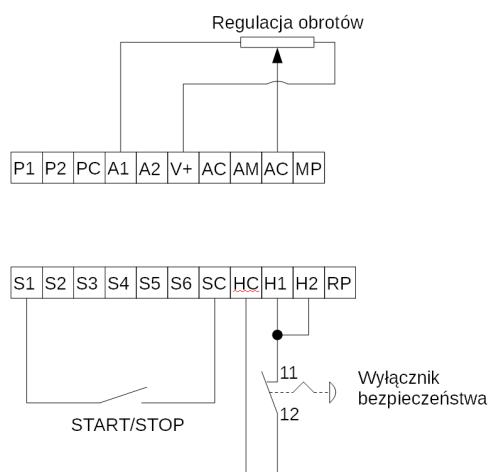 Regulacja obrotów
P1 P2 PC A1 A2 V+ AC AM AC MP
S1 S2 S3 S4 S5 S6 SC HC H1 H2 RP
11
12
Wyłącznik
bezpieczeństwa
START/STOP